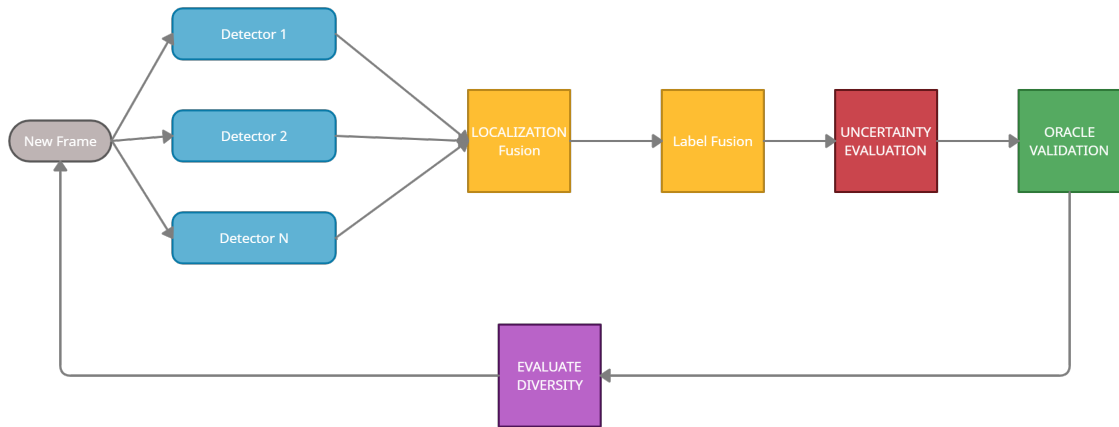 Detector 1
New Frame
Detector 2
Detector N
LOCALIZATION
Fusion
Label Fusion
UNCERTAINTY
EVALUATION
ORACLE
VALIDATION
EVALUATE
DIVERSITY